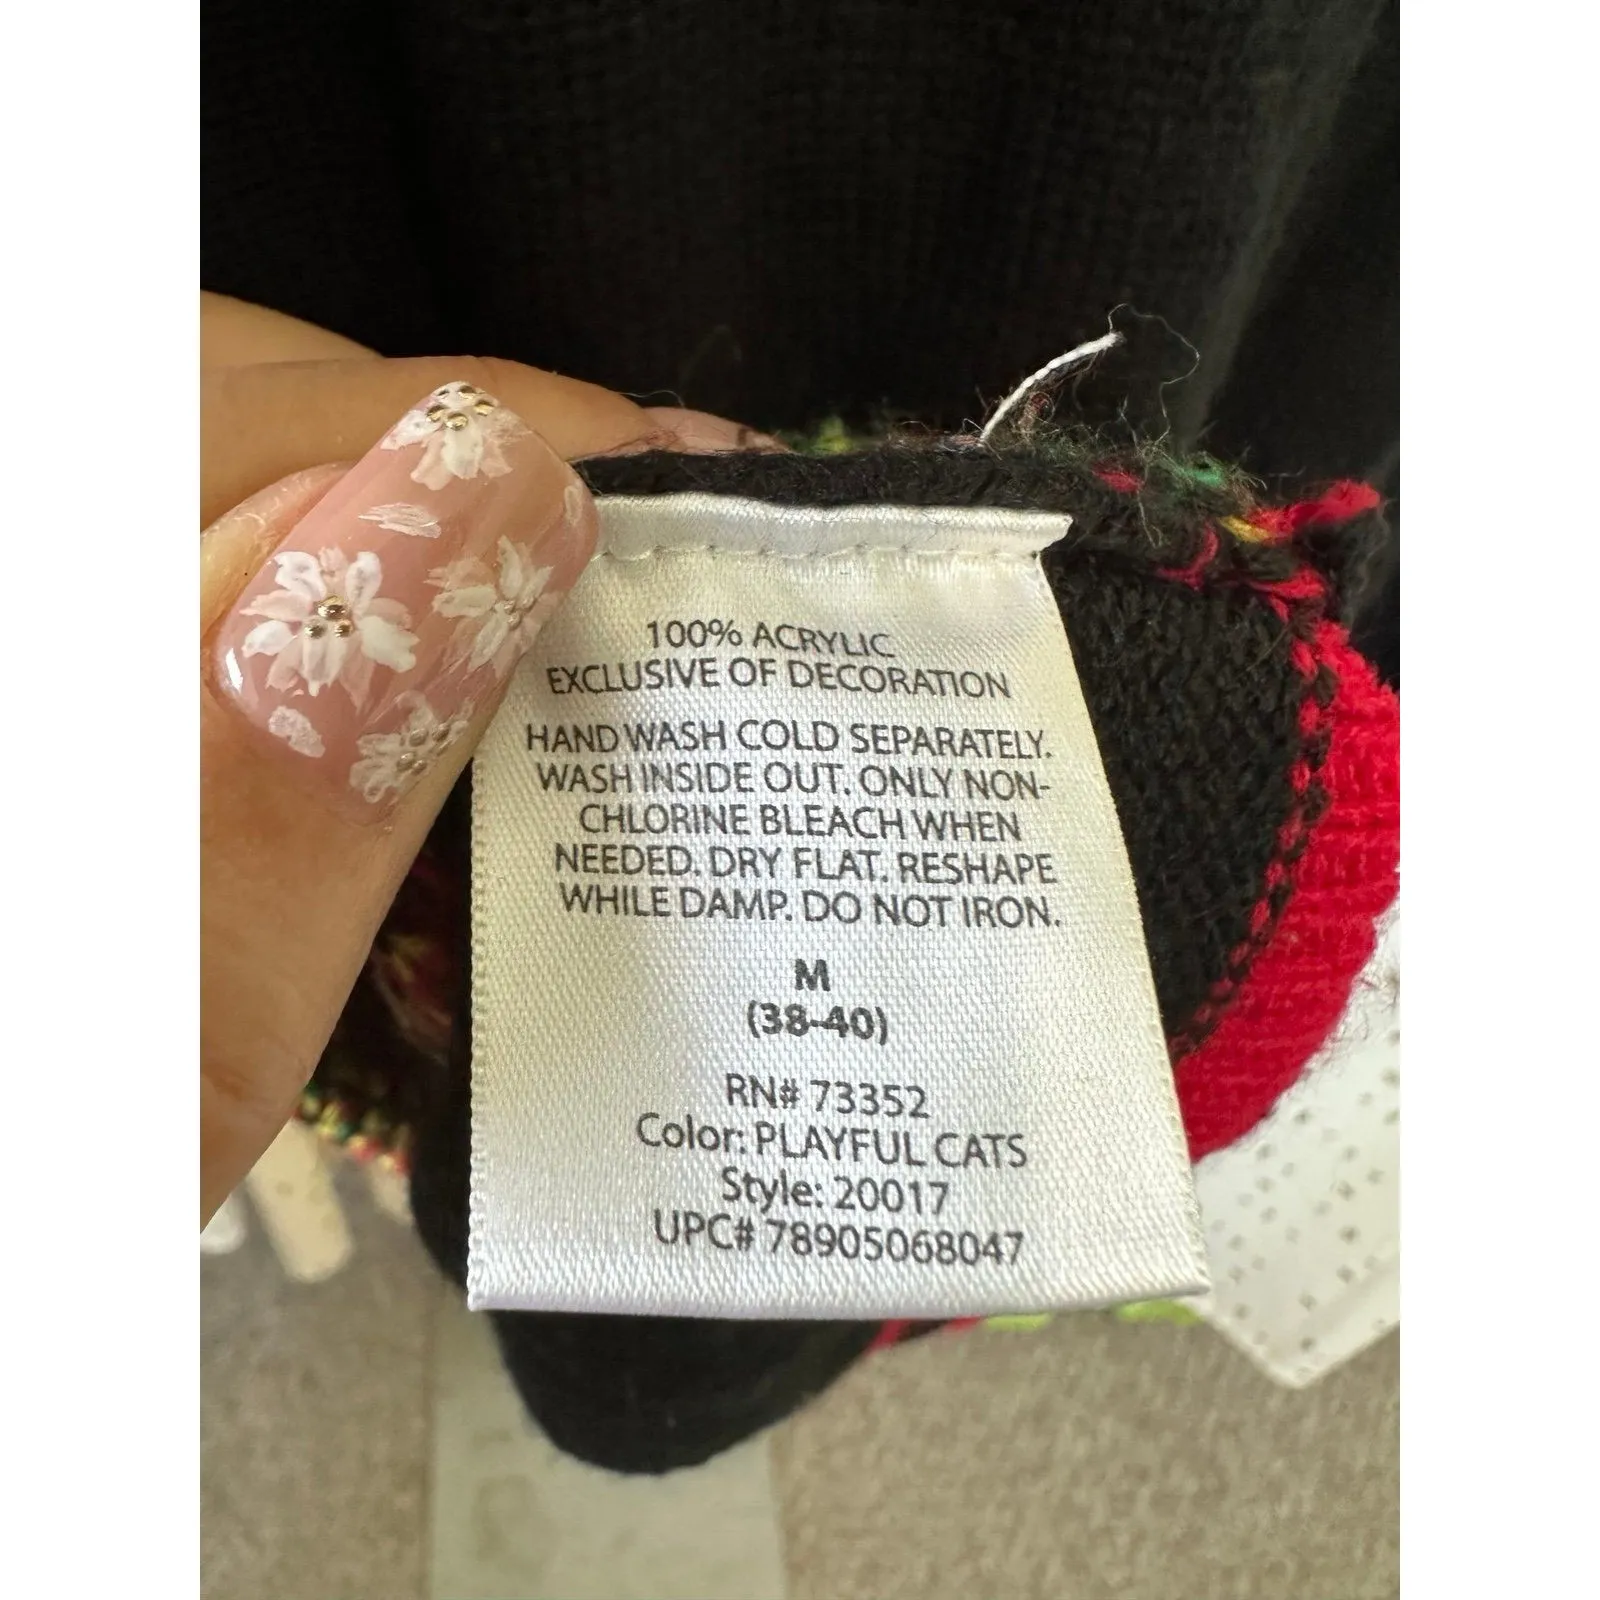 100% ACRYLIC
EXCLUSIVE OF DECORATION
HAND WASH COLD SEPARATELY.
WASH INSIDE OUT. ONLY NON-
CHLORINE BLEACH WHEN
NEEDED. DRY FLAT. RESHAPE
WHILE DAMP. DO NOT IRON.
M
(38-40)
RN# 73352
Color: PLAYFUL CATS
Style: 20017
UPC# 78905068047